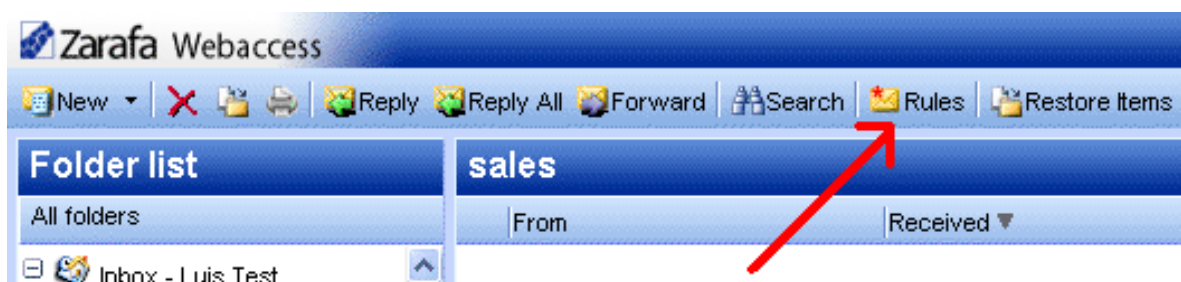 Zarafa Webaccess
New Reply Reply All Forward Search Rules Restore Items
Folder list sales
All folders From Received
Inbox - Luis Test